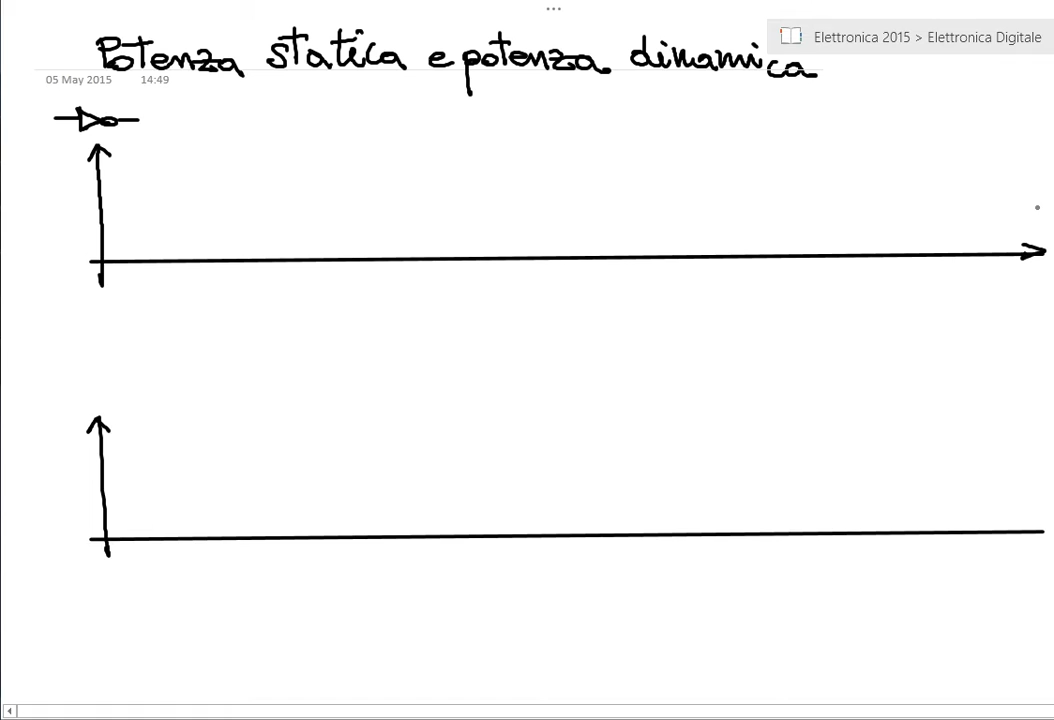 Potenza statica e potenza dinamica
Elettronica 2015 > Elettronica Digitale
05 May 2015 14:49